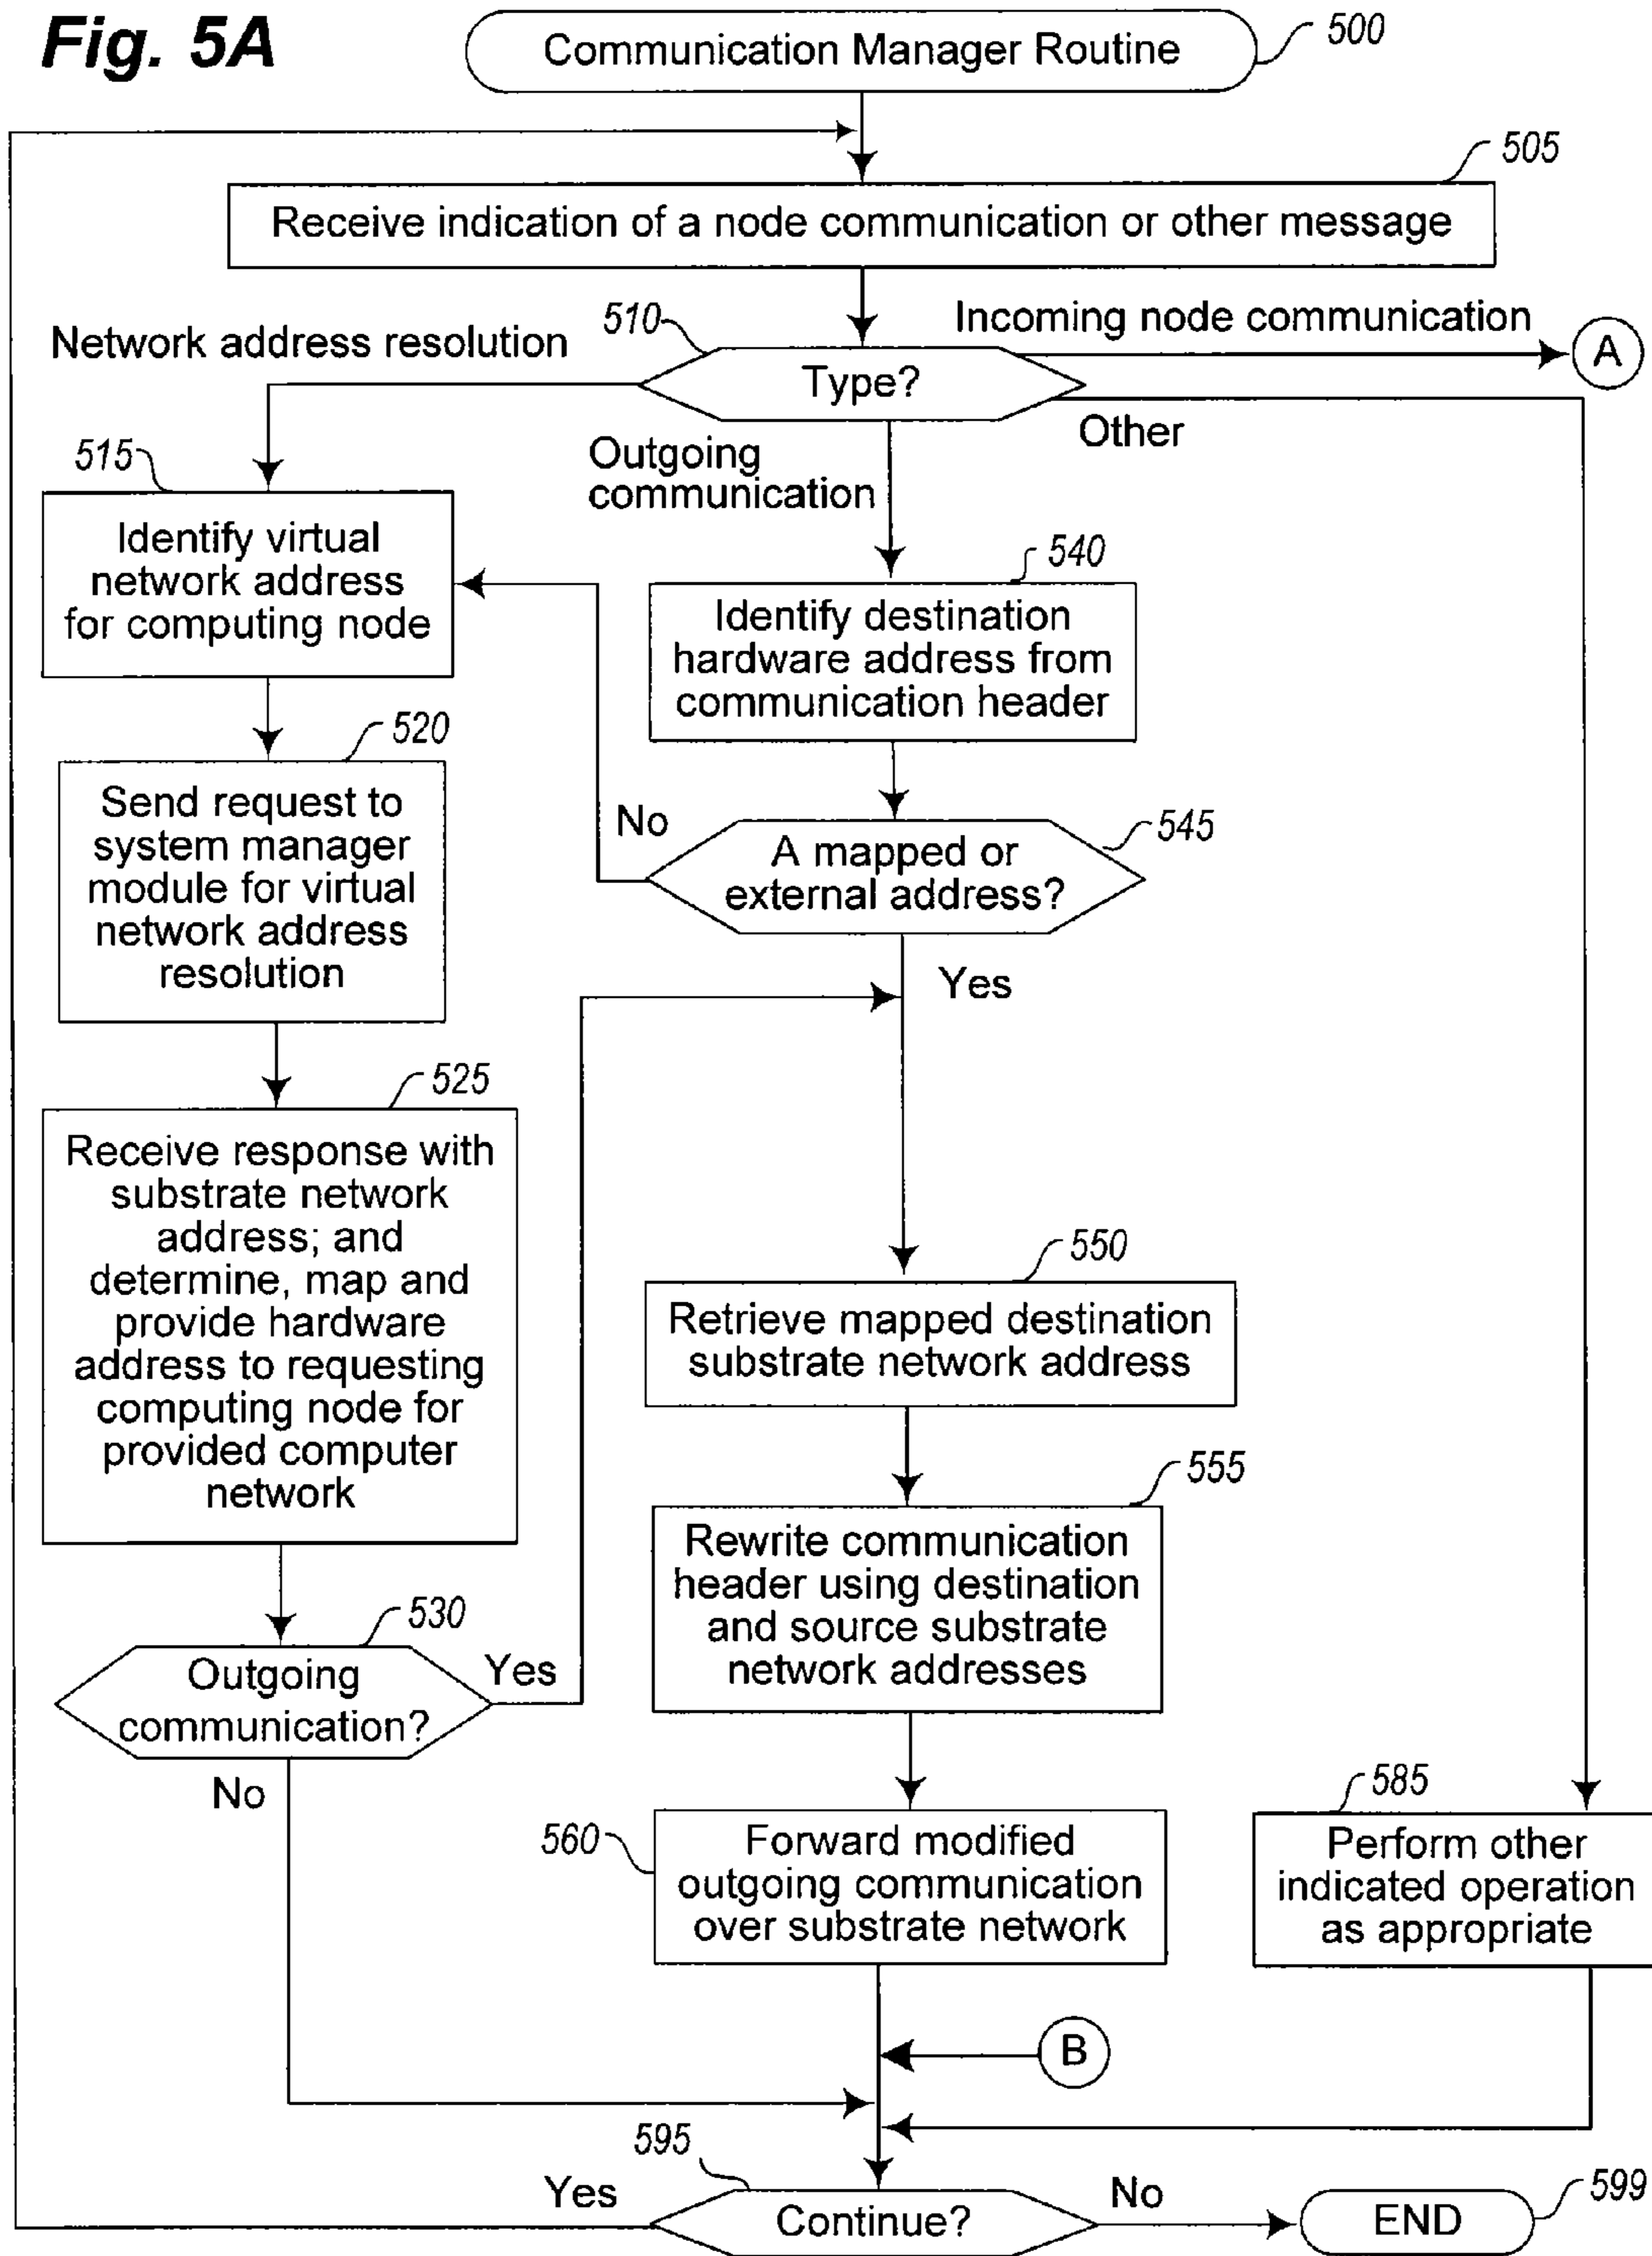 Fig. 5A
Communication Manager Routine
500
505
Receive indication of a node communication or other message
Network address resolution
510
Incoming node communication
A
Type?
Other
515
Outgoing
communication
Identify virtual
network address
for computing node
540
Identify destination
hardware address from
communication header
520
Send request to
system manager
module for virtual
network address
resolution
No
545
A mapped or
external address?
Yes
525
Receive response with
substrate network
address; and
determine, map and
provide hardware
address to requesting
computing node for
provided computer
network
550
Retrieve mapped destination
substrate network address
555
Rewrite communication
header using destination
and source substrate
network addresses
530
Outgoing
communication?
Yes
No
560
Forward modified
outgoing communication
over substrate network
585
Perform other
indicated operation
as appropriate
B
595
Yes
Continue?
No
END
599